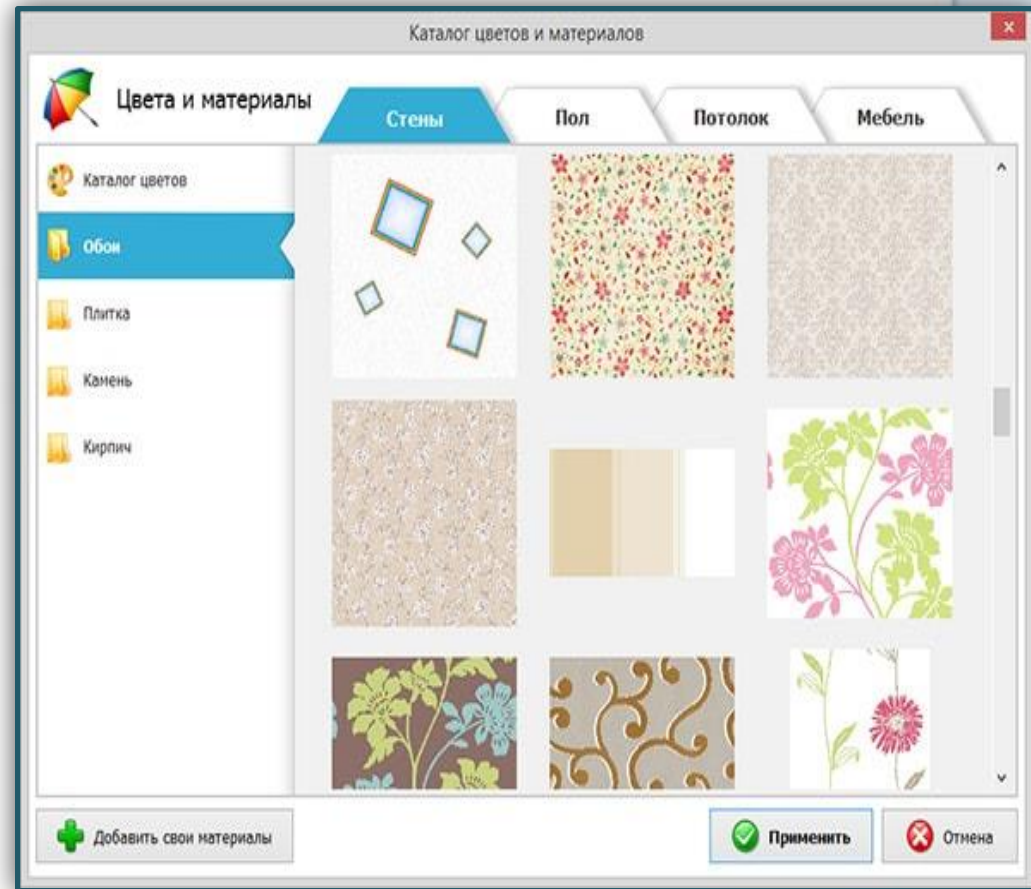 Каталог цветов и материалов
x
Цвета и материалы
Стены
Пол
Потолок
Мебель
Каталог цветов
Обои
Плитка
Камень
Кирпич
Добавить свои материалы
Применить
Отмена